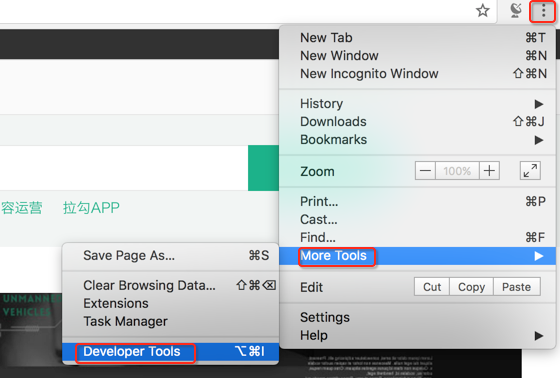 New Tab ⌘T
New Window ⌘N
New Incognito Window ⇧⌘N
History ▶
Downloads ⇧⌘J
Bookmarks ▶
Zoom — 100% +
Print... ⌘P
Cast...
Find... ⌘F
More Tools ▶
Edit Cut Copy Paste
Settings
Help ▶
容运营 拉勾APP
Save Page As... ⌘S
Clear Browsing Data... ⇧⌘⌫
Extensions
Task Manager
Developer Tools ⌥⌘I
UNMANNED
VEHICLES